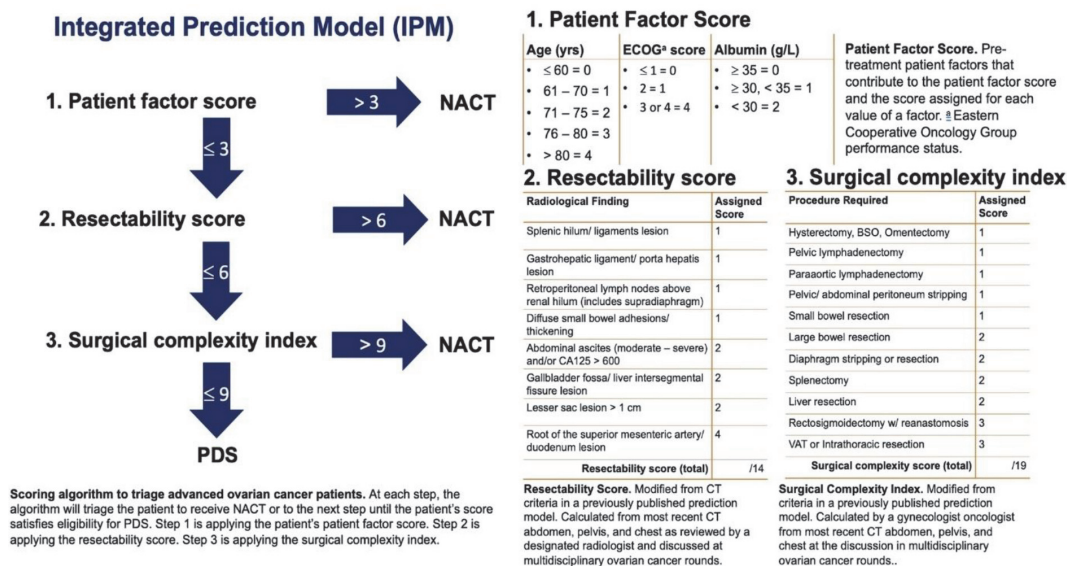 Integrated Prediction Model (IPM)
1. Patient factor score
> 3
NACT
≤ 3
2. Resectability score
> 6
NACT
≤ 6
3. Surgical complexity index
> 9
NACT
≤ 9
PDS
Scoring algorithm to triage advanced ovarian cancer patients. At each step, the
algorithm will triage the patient to receive NACT or to the next step until the patient's score
satisfies eligibility for PDS. Step 1 is applying the patient's patient factor score. Step 2 is
applying the resectability score. Step 3 is applying the surgical complexity index.
1. Patient Factor Score
Age (yrs)
• ≤ 60 = 0
• 61 – 70 = 1
• 71 – 75 = 2
• 76 – 80 = 3
• > 80 = 4
ECOGª score
• ≤ 1 = 0
• 2 = 1
• 3 or 4 = 4
Albumin (g/L)
• ≥ 35 = 0
• ≥ 30, < 35 = 1
• < 30 = 2
Patient Factor Score. Pre-
treatment patient factors that
contribute to the patient factor score
and the score assigned for each
value of a factor. ª Eastern
Cooperative Oncology Group
performance status.
2. Resectability score
Radiological Finding Assigned
Score
Splenic hilum/ ligaments lesion 1
Gastrohepatic ligament/ porta hepatis 1
lesion
Retroperitoneal lymph nodes above 1
renal hilum (includes supradiaphragm)
Diffuse small bowel adhesions/ 1
thickening
Abdominal ascites (moderate – severe) 2
and/or CA125 > 600
Gallbladder fossa/ liver intersegmental 2
fissure lesion
Lesser sac lesion > 1 cm 2
Root of the superior mesenteric artery/ 4
duodenum lesion
Resectability score (total) /14
Resectability Score. Modified from CT
criteria in a previously published prediction
model. Calculated from most recent CT
abdomen, pelvis, and chest as reviewed by a
designated radiologist and discussed at
multidisciplinary ovarian cancer rounds.
3. Surgical complexity index
Procedure Required Assigned
Score
Hysterectomy, BSO, Omentectomy 1
Pelvic lymphadenectomy 1
Paraaortic lymphadenectomy 1
Pelvic/ abdominal peritoneum stripping 1
Small bowel resection 1
Large bowel resection 2
Diaphragm stripping or resection 2
Splenectomy 2
Liver resection 2
Rectosigmoidectomy w/ reanastomosis 3
VAT or Intrathoracic resection 3
Surgical complexity score (total) /19
Surgical Complexity Index. Modified from
criteria in a previously published prediction
model. Calculated by a gynecologist oncologist
from most recent CT abdomen, pelvis, and
chest at the discussion in multidisciplinary
ovarian cancer rounds..